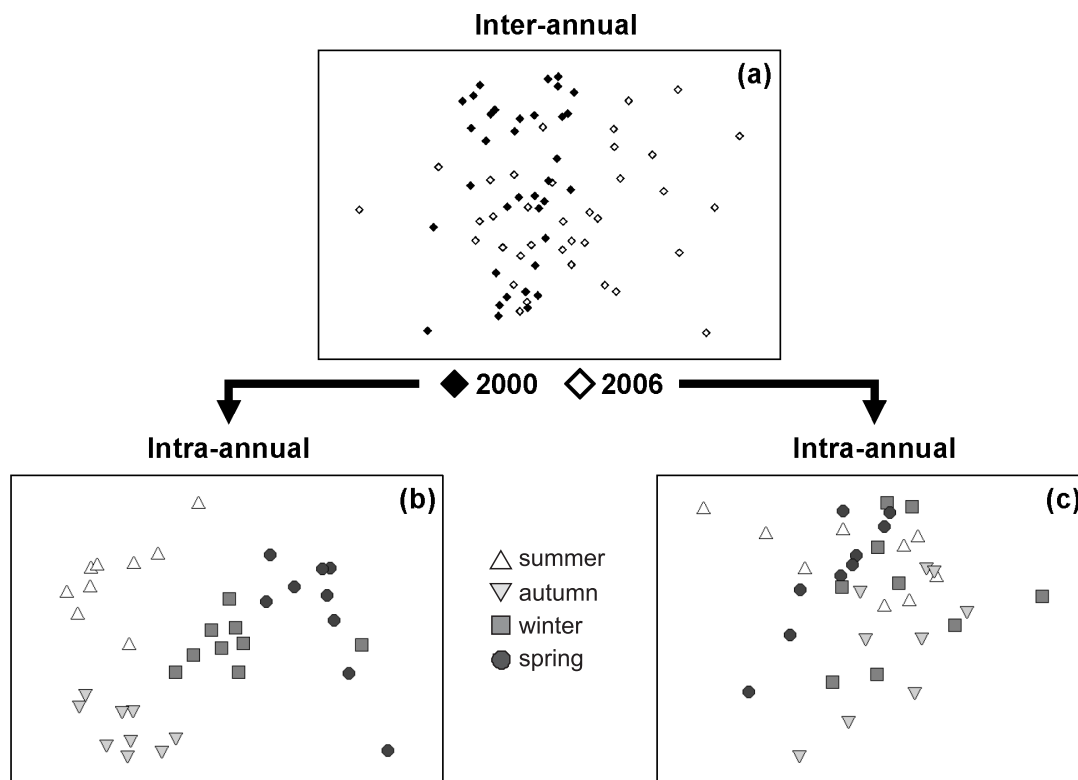 Inter-annual
(a)
2000 2006
Intra-annual Intra-annual
(b) (c)
summer
autumn
winter
spring